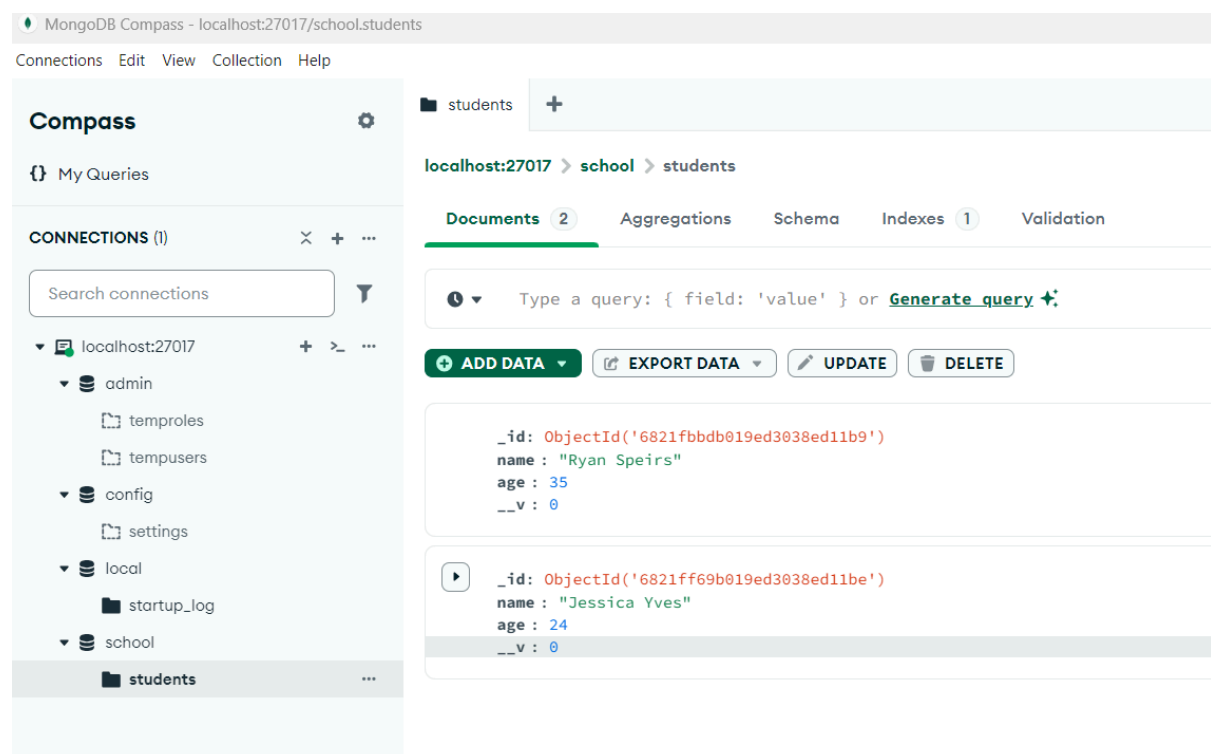 MongoDB Compass - localhost:27017/school.students
Connections Edit View Collection Help
Compass
{} My Queries
CONNECTIONS (1)
Search connections
localhost:27017
admin
temproles
tempusers
config
settings
local
startup_log
school
students
students
localhost:27017 > school > students
Documents 2 Aggregations Schema Indexes 1 Validation
Type a query: { field: 'value' } or Generate query
ADD DATA EXPORT DATA UPDATE DELETE
_id: ObjectId('6821fbbdb019ed3038ed11b9')
name : "Ryan Speirs"
age : 35
__v : 0
_id: ObjectId('6821ff69b019ed3038ed11be')
name : "Jessica Yves"
age : 24
__v : 0